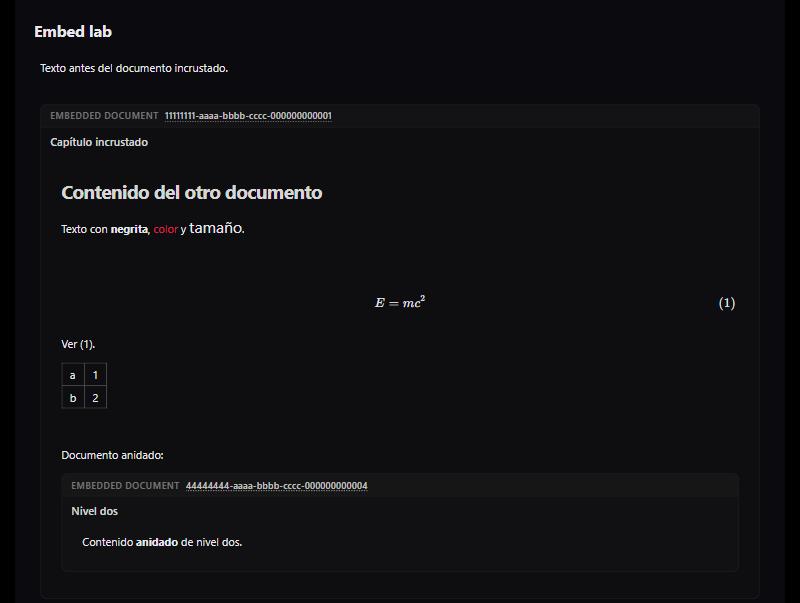 Embed lab
Texto antes del documento incrustado.
EMBEDDED DOCUMENT 11111111-aaaa-bbbb-cccc-000000000001
Capítulo incrustado
Contenido del otro documento
Texto con negrita, color y tamaño.
E = mc² (1)
Ver (1).
a 1
b 2
Documento anidado:
EMBEDDED DOCUMENT 44444444-aaaa-bbbb-cccc-000000000004
Nivel dos
Contenido anidado de nivel dos.